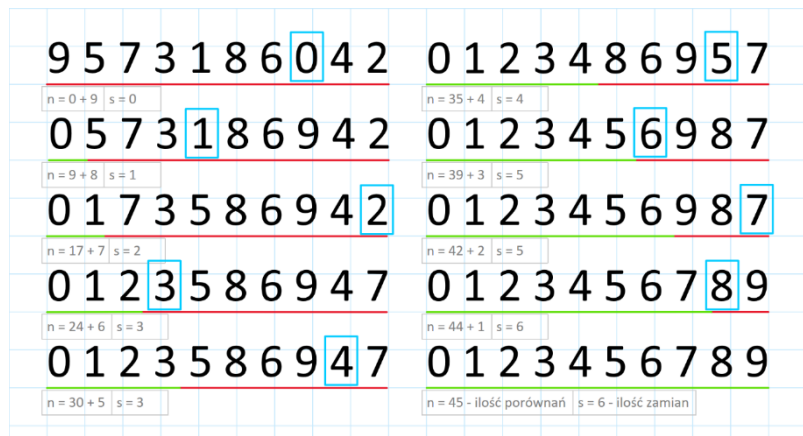 9 5 7 3 1 8 6 0 4 2
n = 0 + 9 s = 0
0 5 7 3 1 8 6 9 4 2
n = 9 + 8 s = 1
0 1 7 3 5 8 6 9 4 2
n = 17 + 7 s = 2
0 1 2 3 5 8 6 9 4 7
n = 24 + 6 s = 3
0 1 2 3 5 8 6 9 4 7
n = 30 + 5 s = 3
0 1 2 3 4 8 6 9 5 7
n = 35 + 4 s = 4
0 1 2 3 4 5 6 9 8 7
n = 39 + 3 s = 5
0 1 2 3 4 5 6 9 8 7
n = 42 + 2 s = 5
0 1 2 3 4 5 6 7 8 9
n = 44 + 1 s = 6
0 1 2 3 4 5 6 7 8 9
n = 45 - ilość porównań s = 6 - ilość zamian